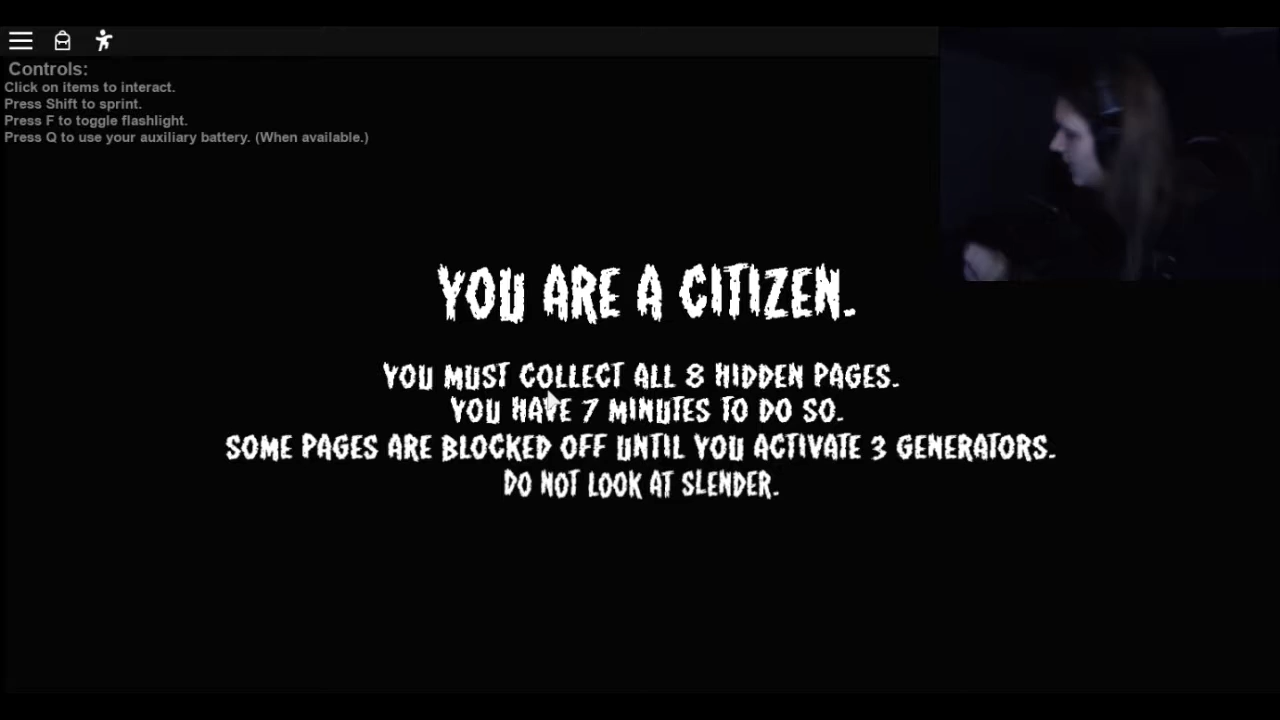 Controls:
Click on items to interact.
Press Shift to sprint.
Press F to toggle flashlight.
Press Q to use your auxiliary battery. (When available.)
YOU ARE A CITIZEN.
YOU MUST COLLECT ALL 8 HIDDEN PAGES.
YOU HAVE 7 MINUTES TO DO SO.
SOME PAGES ARE BLOCKED OFF UNTIL YOU ACTIVATE 3 GENERATORS.
DO NOT LOOK AT SLENDER.